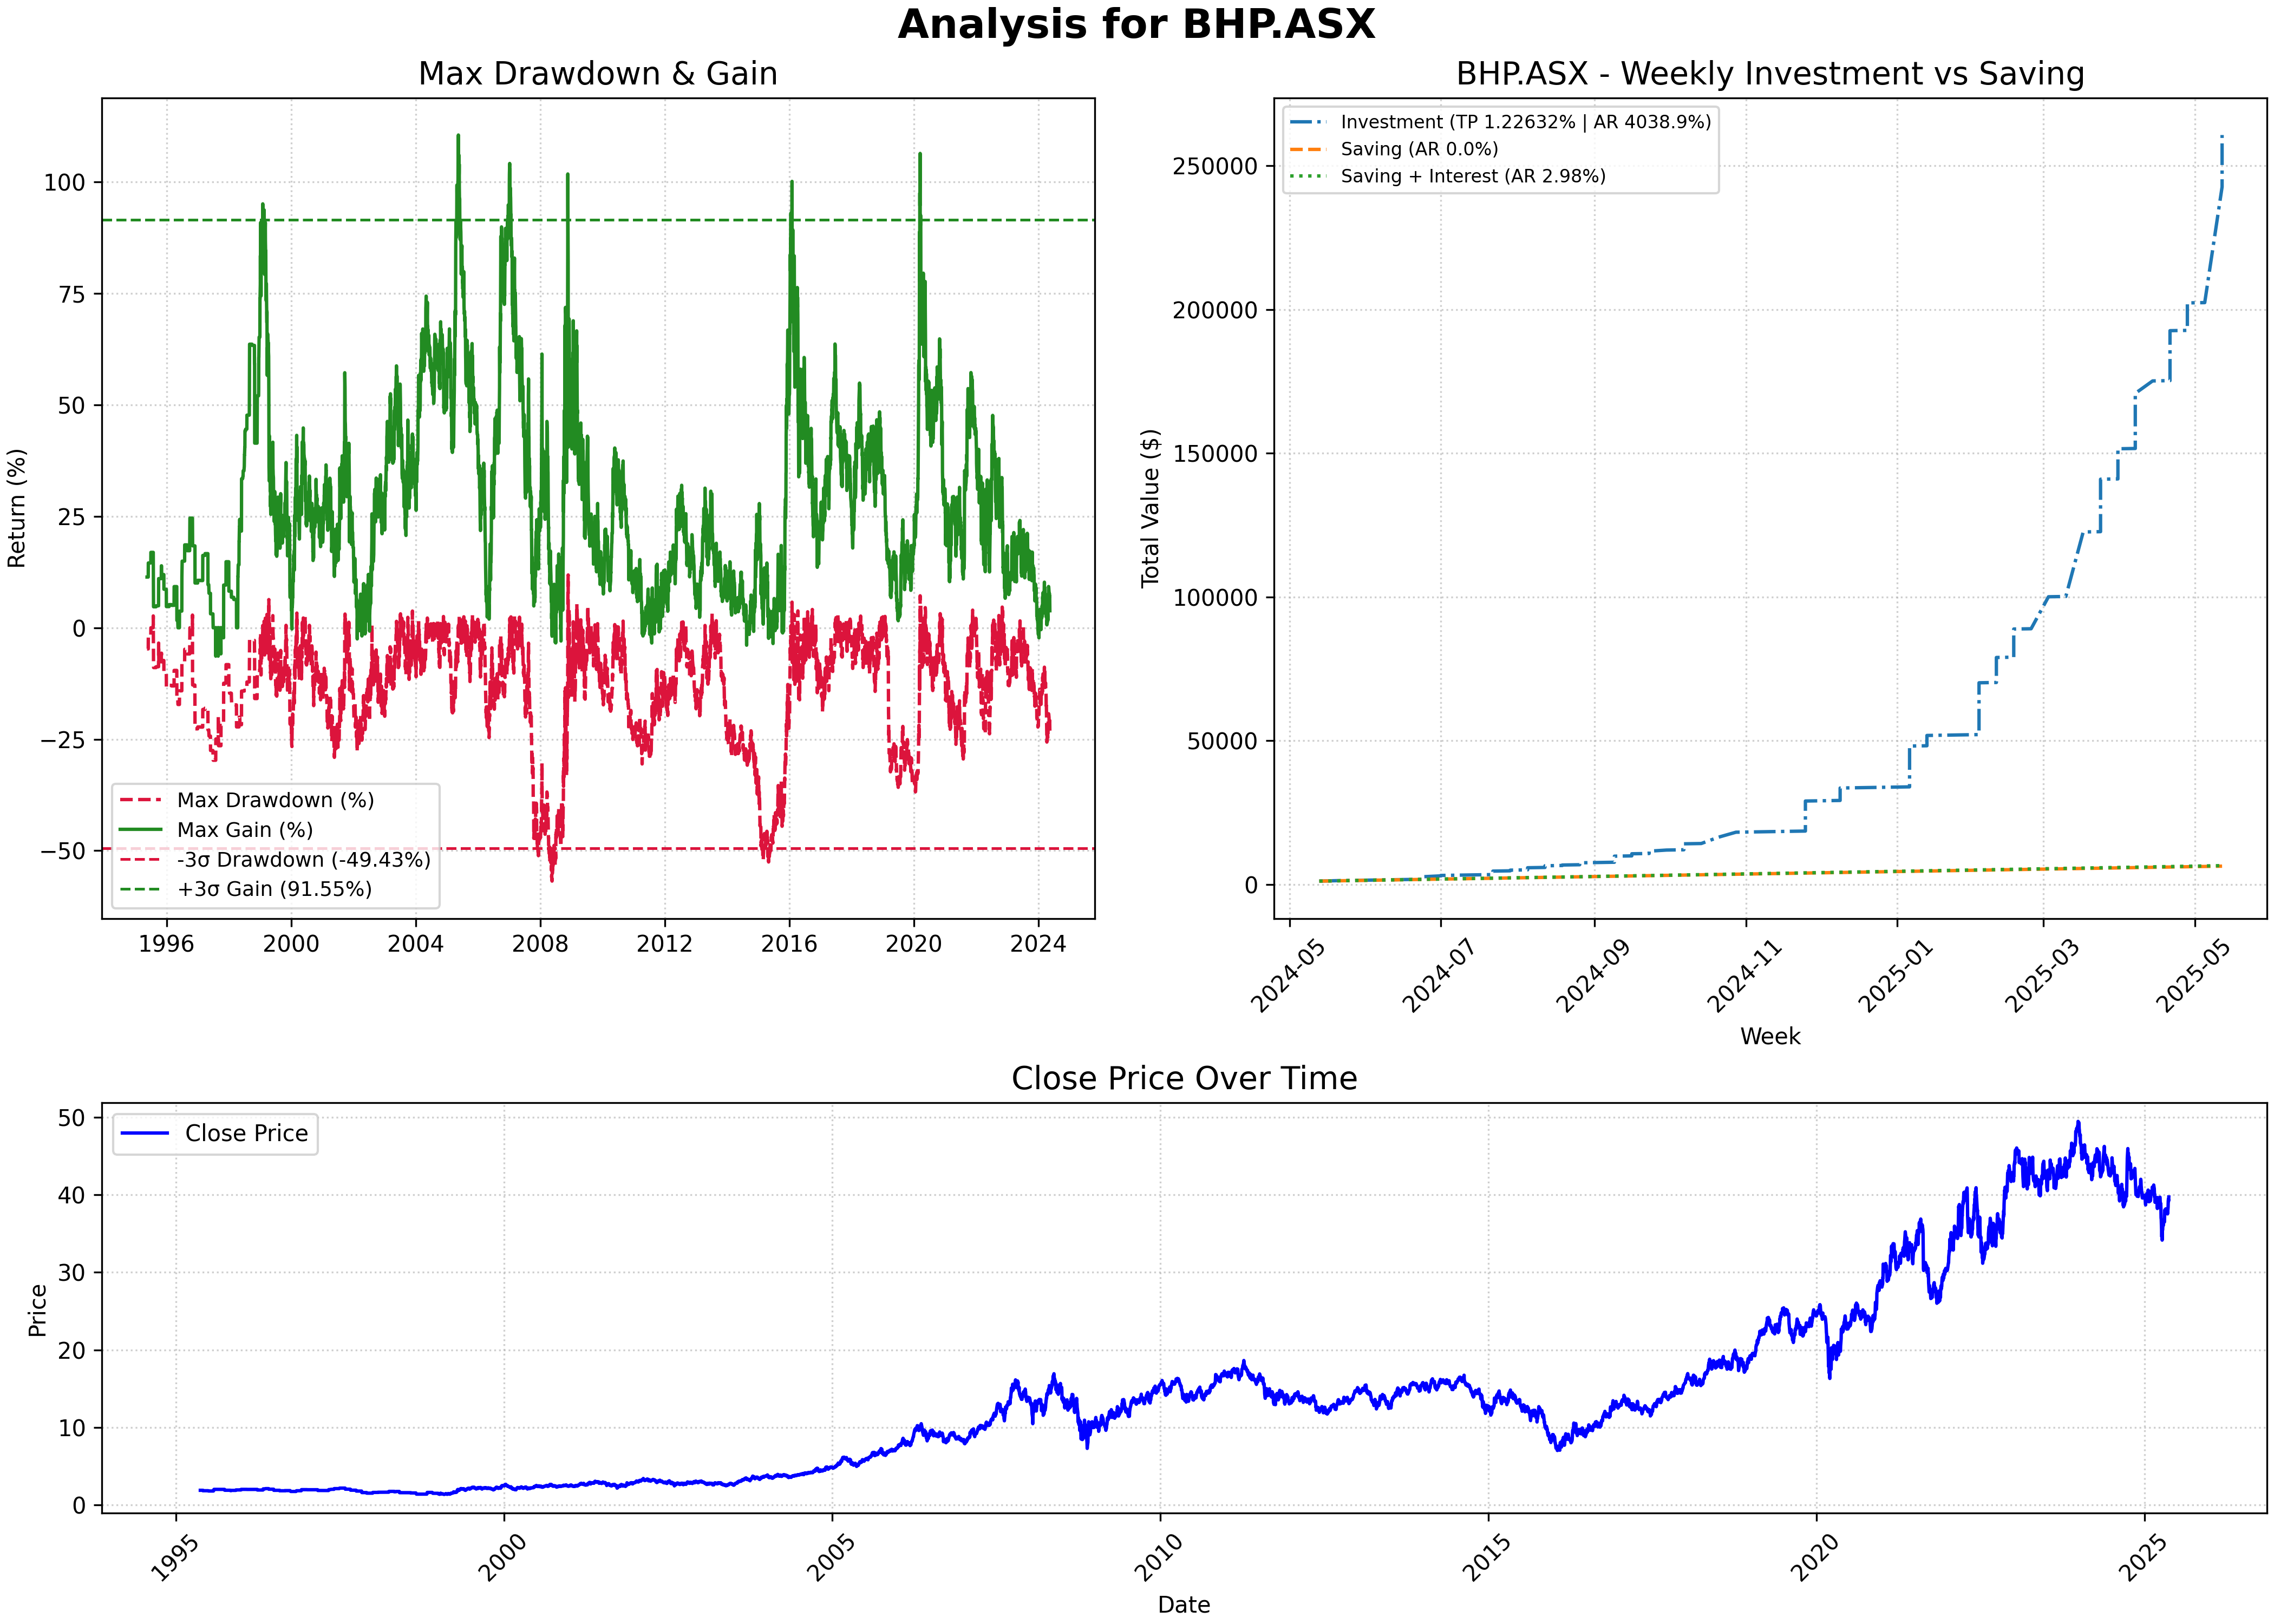 Analysis for BHP.ASX
Max Drawdown & Gain
Return (%)
100
75
50
25
0
−25
−50
Max Drawdown (%)
Max Gain (%)
-3σ Drawdown (-49.43%)
+3σ Gain (91.55%)
1996 2000 2004 2008 2012 2016 2020 2024
BHP.ASX - Weekly Investment vs Saving
Total Value ($)
250000
200000
150000
100000
50000
0
Investment (TP 1.22632% | AR 4038.9%)
Saving (AR 0.0%)
Saving + Interest (AR 2.98%)
2024-05 2024-07 2024-09 2024-11 2025-01 2025-03 2025-05
Week
Close Price Over Time
Price
50
40
30
20
10
0
Close Price
1995 2000 2005 2010 2015 2020 2025
Date